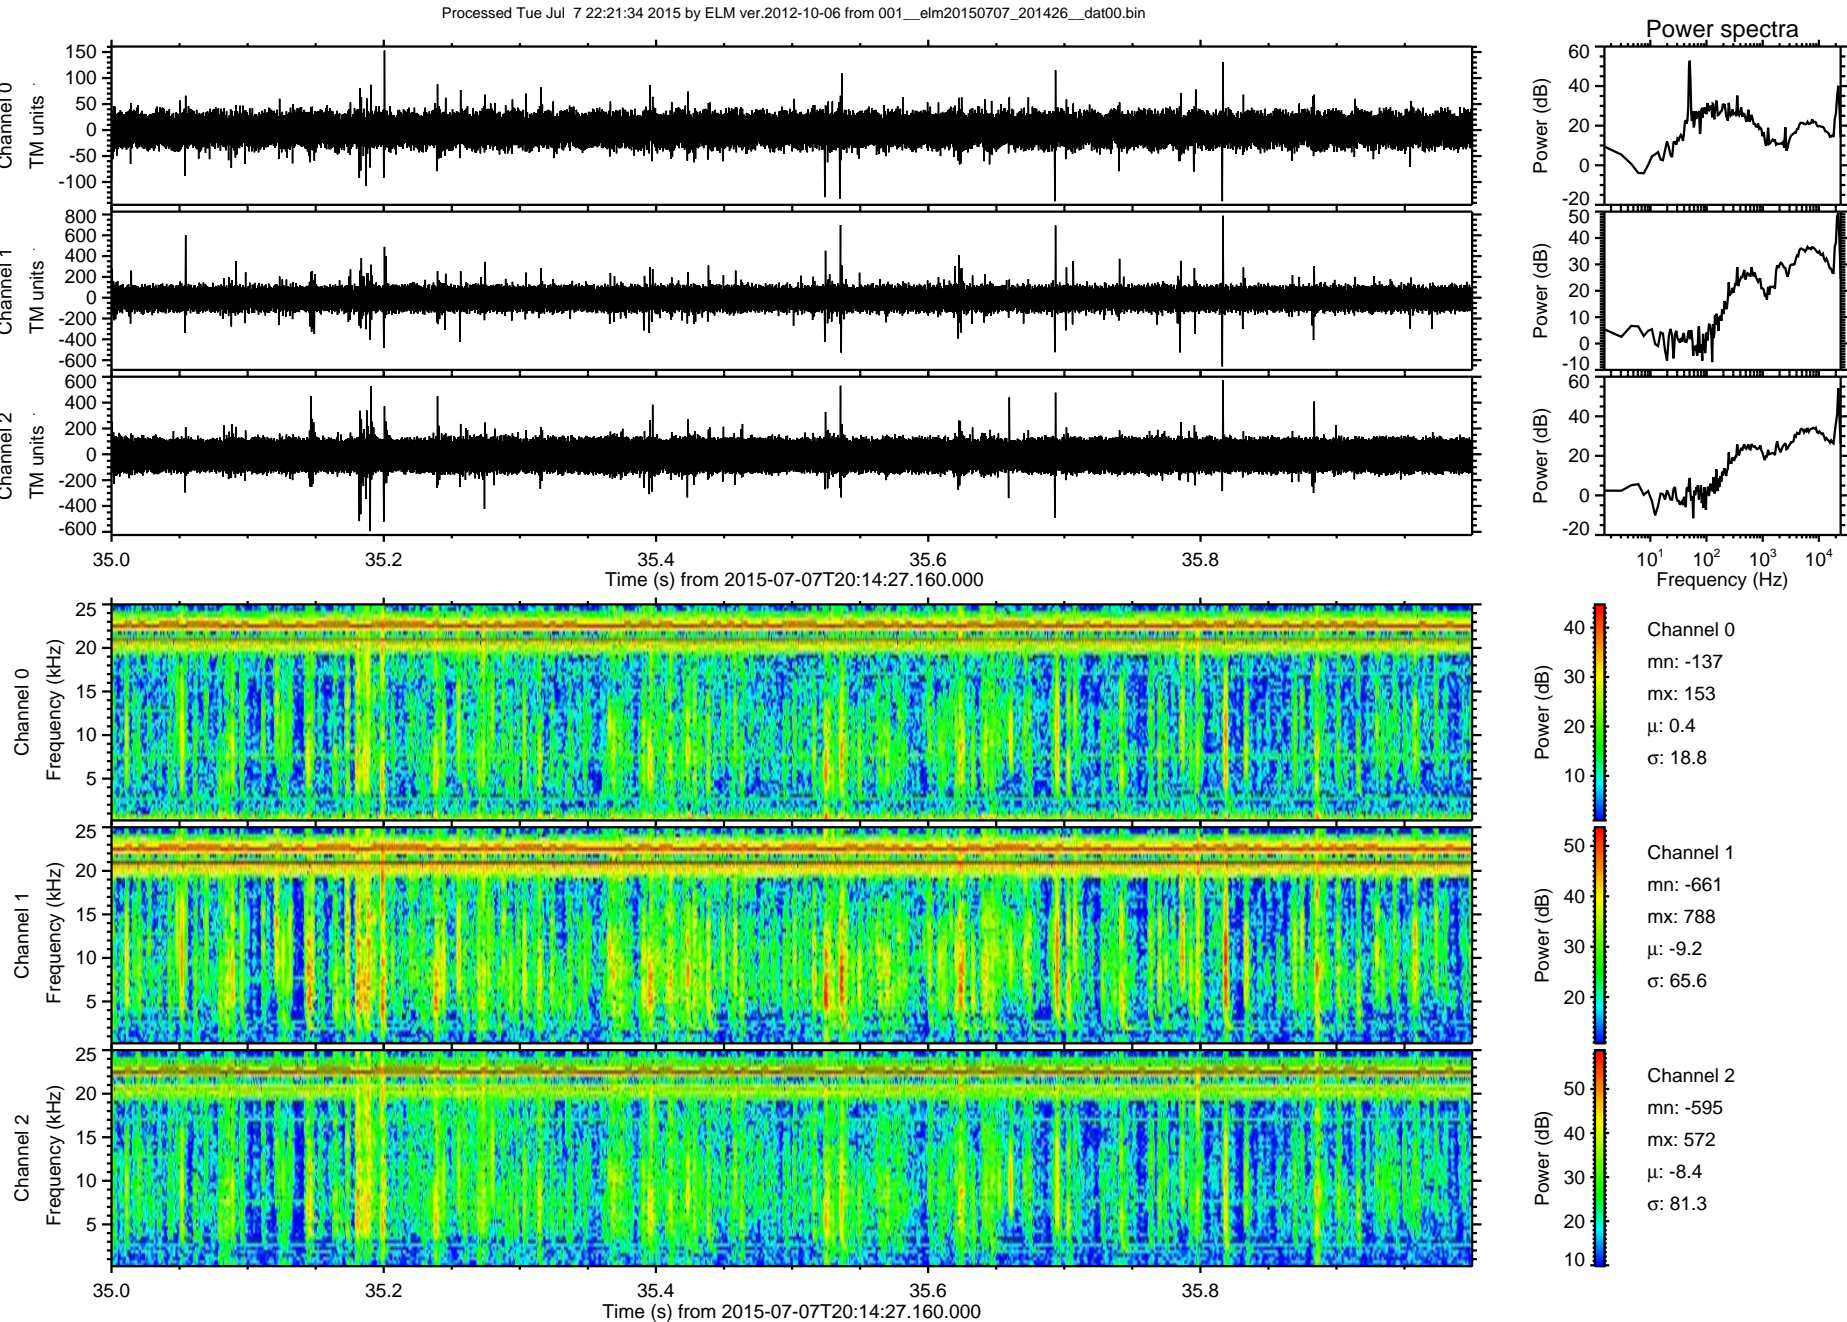 Processed Tue Jul  7 22:21:34 2015 by ELM ver.2012-10-06 from 001__elm20150707_201426__dat00.bin
Power spectra
Channel 0
TM units
150
100
50
0
-50
-100
Power (dB)
60
40
20
0
-20
Channel 1
TM units
800
600
400
200
0
-200
-400
-600
Power (dB)
50
40
30
20
10
0
-10
Channel 2
TM units
600
400
200
0
-200
-400
-600
Power (dB)
60
40
20
0
-20
35.0 35.2 35.4 35.6 35.8
Time (s) from 2015-07-07T20:14:27.160.000
10^1 10^2 10^3 10^4
Frequency (Hz)
Channel 0
Frequency (kHz)
25
20
15
10
5
Power (dB)
40
30
20
10
Channel 0
mn: -137
mx: 153
μ: 0.4
σ: 18.8
Channel 1
Frequency (kHz)
25
20
15
10
5
Power (dB)
50
40
30
20
Channel 1
mn: -661
mx: 788
μ: -9.2
σ: 65.6
Channel 2
Frequency (kHz)
25
20
15
10
5
Power (dB)
50
40
30
20
10
Channel 2
mn: -595
mx: 572
μ: -8.4
σ: 81.3
35.0 35.2 35.4 35.6 35.8
Time (s) from 2015-07-07T20:14:27.160.000